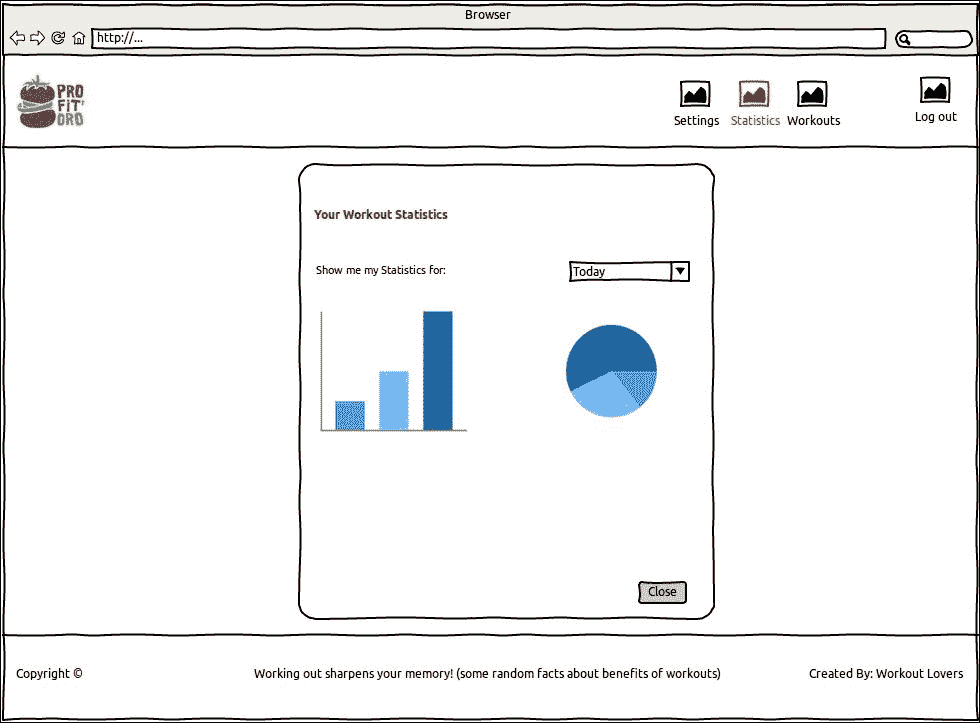 Browser
http://...
PRO
FIT'
ORO
Settings
Statistics
Workouts
Log out
Your Workout Statistics
Show me my Statistics for:
Today
Close
Copyright ©
Working out sharpens your memory! (some random facts about benefits of workouts)
Created By: Workout Lovers